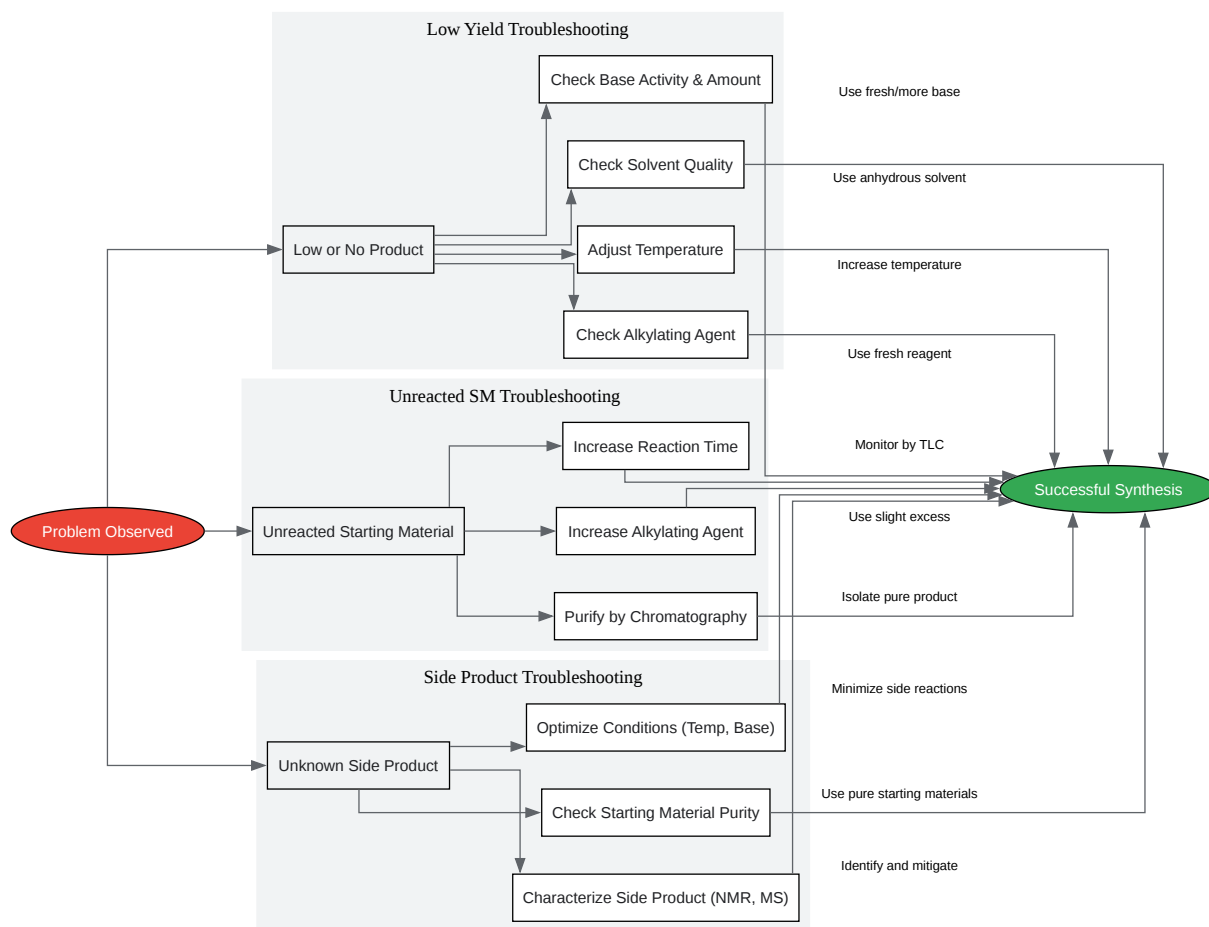 Low Yield Troubleshooting
Check Base Activity & Amount
Use fresh/more base
Check Solvent Quality
Use anhydrous solvent
Low or No Product
Adjust Temperature
Increase temperature
Check Alkylating Agent
Use fresh reagent
Unreacted SM Troubleshooting
Increase Reaction Time
Monitor by TLC
Successful Synthesis
Problem Observed
Unreacted Starting Material
Increase Alkylating Agent
Use slight excess
Purify by Chromatography
Isolate pure product
Side Product Troubleshooting
Optimize Conditions (Temp, Base)
Minimize side reactions
Unknown Side Product
Check Starting Material Purity
Use pure starting materials
Characterize Side Product (NMR, MS)
Identify and mitigate